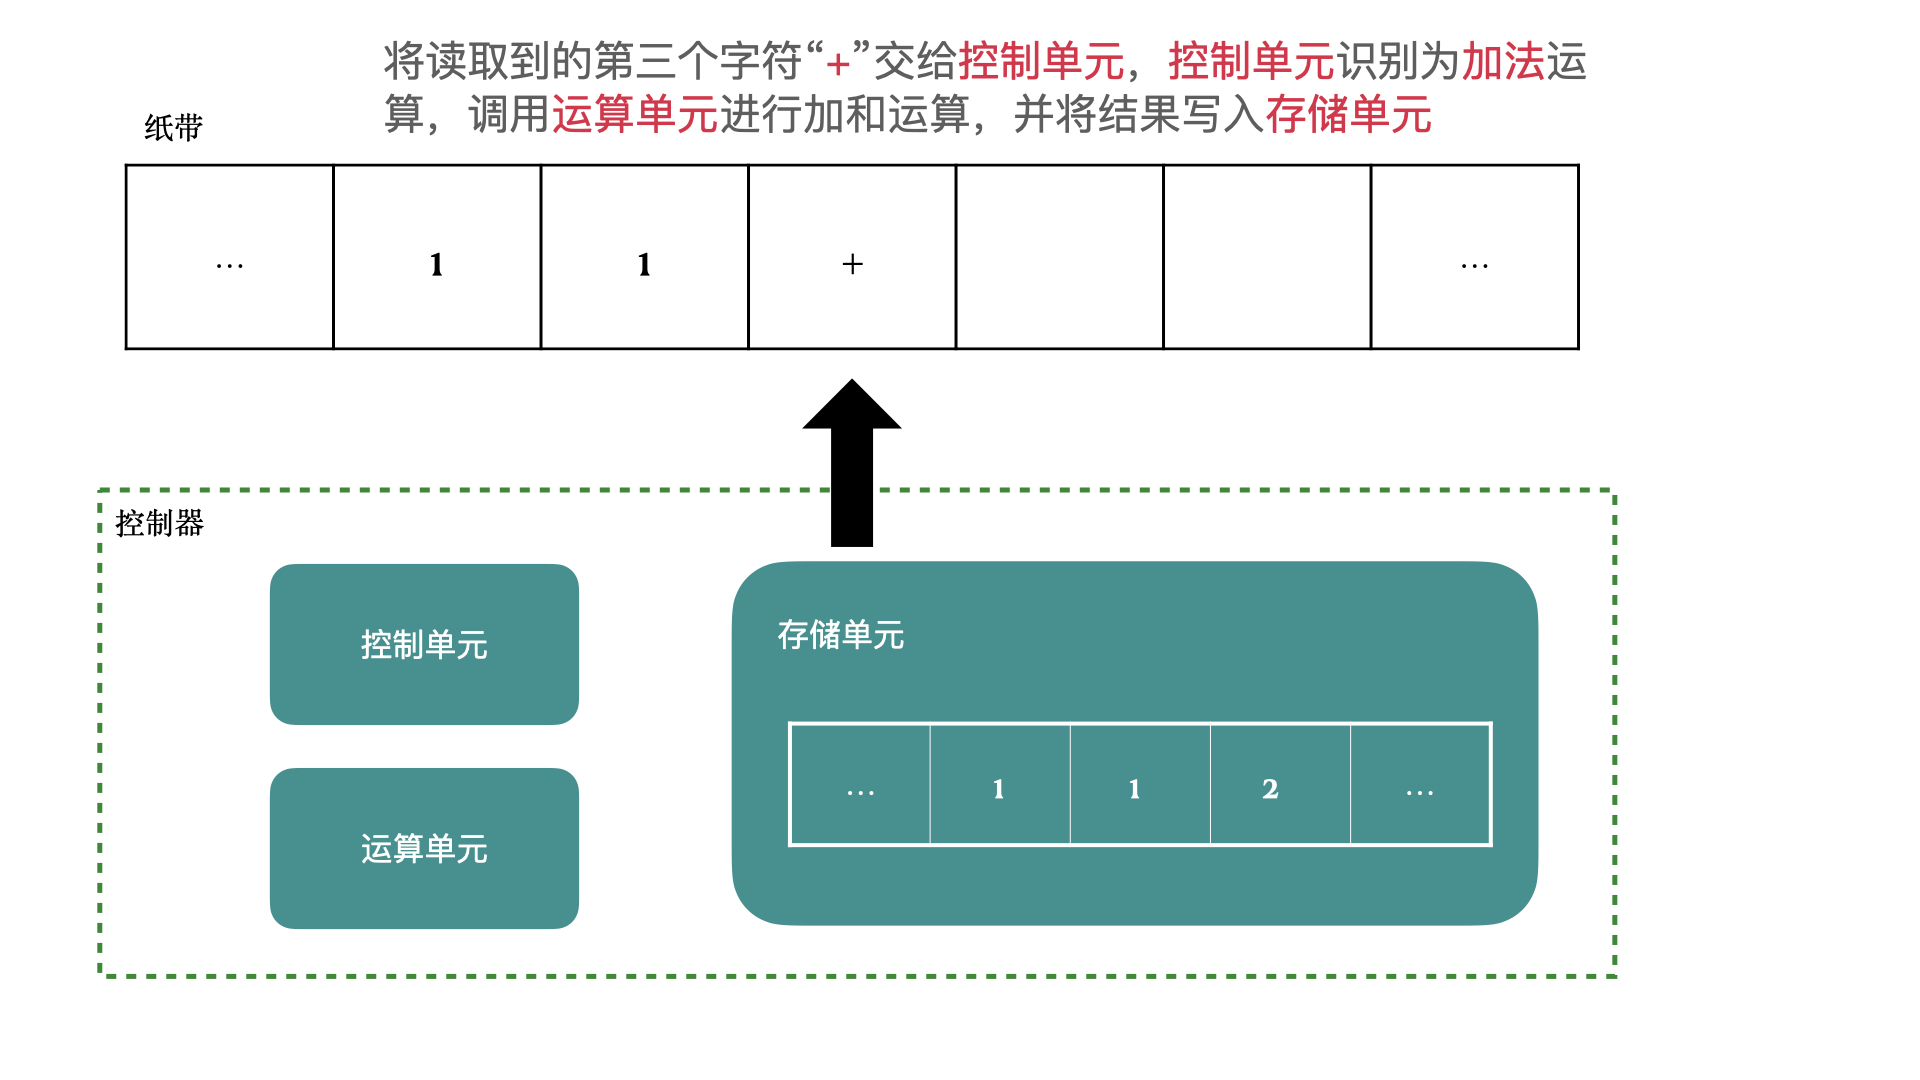 将读取到的第三个字符“+”交给控制单元，控制单元识别为加法运
算，调用运算单元进行加和运算，并将结果写入存储单元
纸带
… 1 1 + …
控制器
控制单元
存储单元
… 1 1 2 …
运算单元